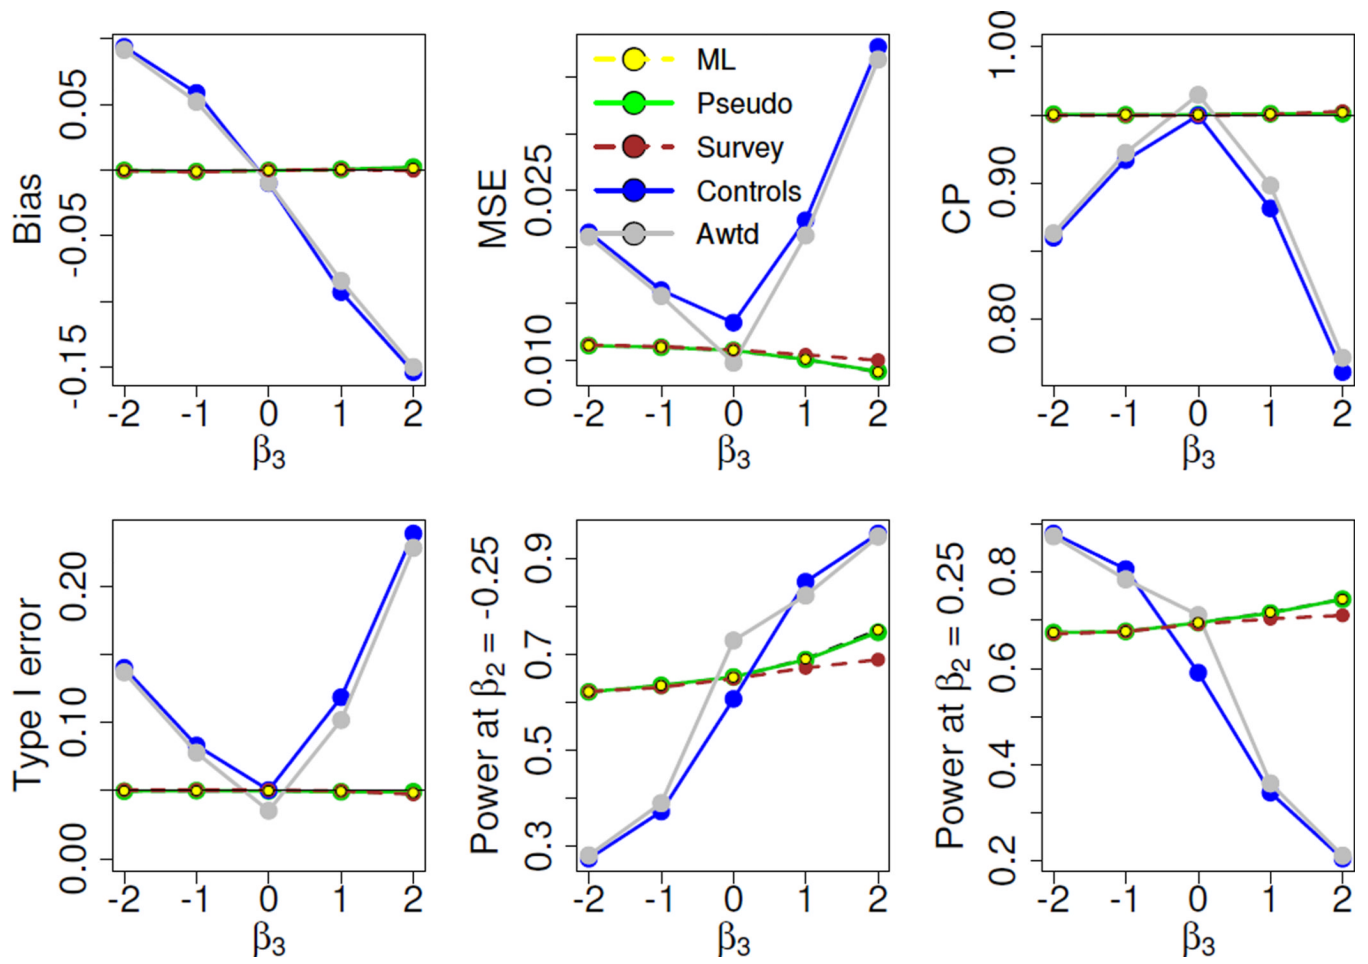 Bias
0.05
-0.05
-0.15
-2 -1 0 1 2
β3
MSE
0.025
0.010
ML
Pseudo
Survey
Controls
Awtd
-2 -1 0 1 2
β3
CP
1.00
0.90
0.80
-2 -1 0 1 2
β3
Type I error
0.20
0.10
0.00
-2 -1 0 1 2
β3
Power at β2 = -0.25
0.9
0.7
0.5
0.3
-2 -1 0 1 2
β3
Power at β2 = 0.25
0.8
0.6
0.4
0.2
-2 -1 0 1 2
β3